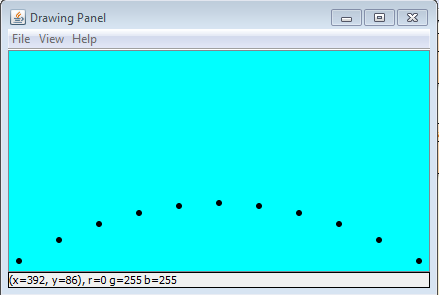 Drawing Panel
File View Help
(x=392, y=86), r=0 g=255 b=255